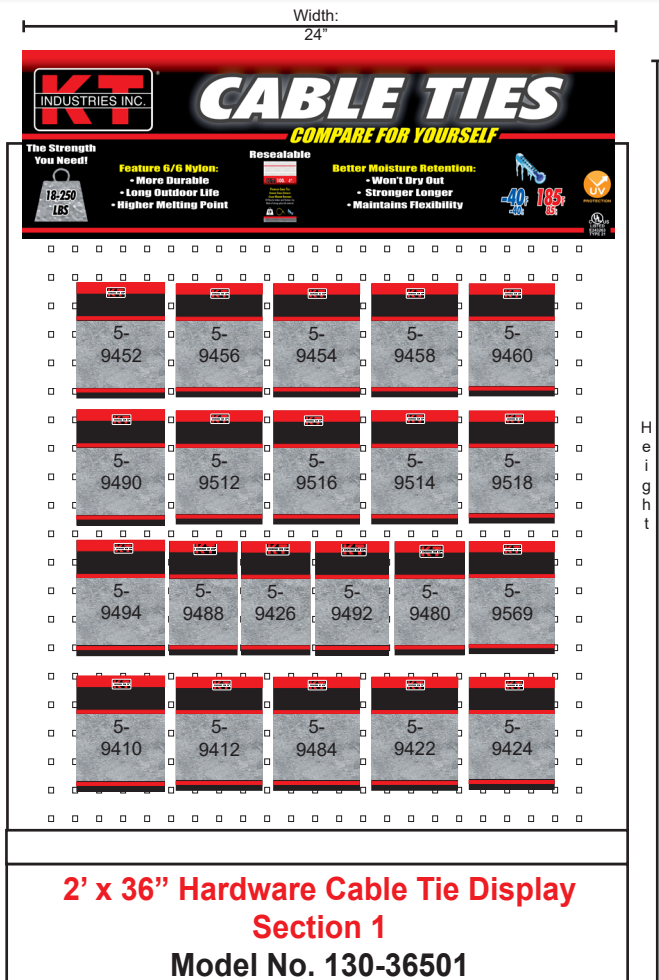 Width:
24”
KT
INDUSTRIES INC.
CABLE TIES
COMPARE FOR YOURSELF
The Strength
You Need!
18-250
LBS
Feature 6/6 Nylon:
• More Durable
• Long Outdoor Life
• Higher Melting Point
Resealable
Better Moisture Retention:
• Won't Dry Out
• Stronger Longer
• Maintains Flexibility
-40°F
185°F
85°C
UV
PROTECTION
LISTED
5-
9452
5-
9456
5-
9454
5-
9458
5-
9460
5-
9490
5-
9512
5-
9516
5-
9514
5-
9518
5-
9494
5-
9488
5-
9426
5-
9492
5-
9480
5-
9569
5-
9410
5-
9412
5-
9484
5-
9422
5-
9424
Height
2’ x 36” Hardware Cable Tie Display
Section 1
Model No. 130-36501